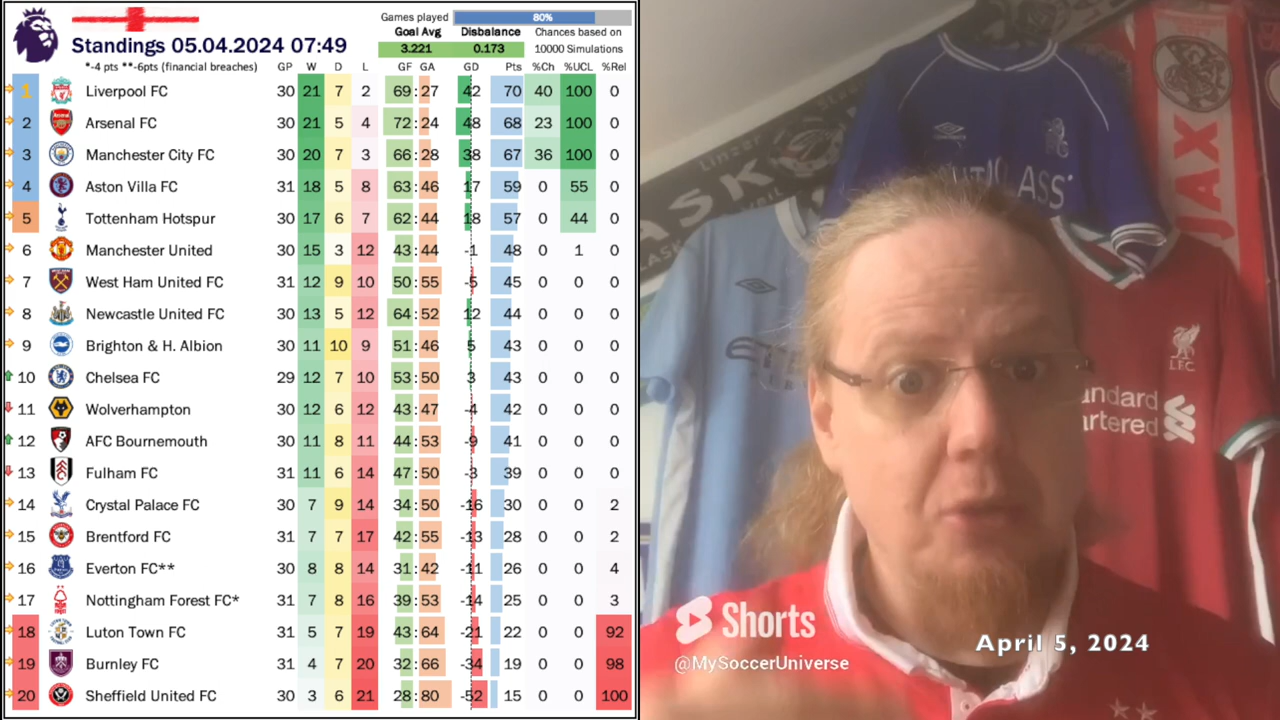 Games played 80%
Goal Avg Disbalance Chances based on
Standings 05.04.2024 07:49 3.221 0.173 10000 Simulations
*-4 pts **-6pts (financial breaches) GP W D L GF GA GD Pts %Ch %UCL %Rel
1 Liverpool FC 30 21 7 2 69:27 42 70 40 100 0
2 Arsenal FC 30 21 5 4 72:24 48 68 23 100 0
3 Manchester City FC 30 20 7 3 66:28 38 67 36 100 0
4 Aston Villa FC 31 18 5 8 63:46 17 59 0 55 0
5 Tottenham Hotspur 30 17 6 7 62:44 18 57 0 44 0
6 Manchester United 30 15 3 12 43:44 -1 48 0 1 0
7 West Ham United FC 31 12 9 10 50:55 -5 45 0 0 0
8 Newcastle United FC 30 13 5 12 64:52 12 44 0 0 0
9 Brighton & H. Albion 30 11 10 9 51:46 5 43 0 0 0
10 Chelsea FC 29 12 7 10 53:50 3 43 0 0 0
11 Wolverhampton 30 12 6 12 43:47 -4 42 0 0 0
12 AFC Bournemouth 30 11 8 11 44:53 -9 41 0 0 0
13 Fulham FC 31 11 6 14 47:50 -3 39 0 0 0
14 Crystal Palace FC 30 7 9 14 34:50 -16 30 0 0 2
15 Brentford FC 31 7 7 17 42:55 -13 28 0 0 2
16 Everton FC** 30 8 8 14 31:42 -11 26 0 0 4
17 Nottingham Forest FC* 31 7 8 16 39:53 -14 25 0 0 3
18 Luton Town FC 31 5 7 19 43:64 -21 22 0 0 92
19 Burnley FC 31 4 7 20 32:66 -34 19 0 0 98
20 Sheffield United FC 30 3 6 21 28:80 -52 15 0 0 100
Linzer
ASK
LASK
ASS
JAX
L.F.C.
andard
artered
Shorts
@MySoccerUniverse
April 5, 2024